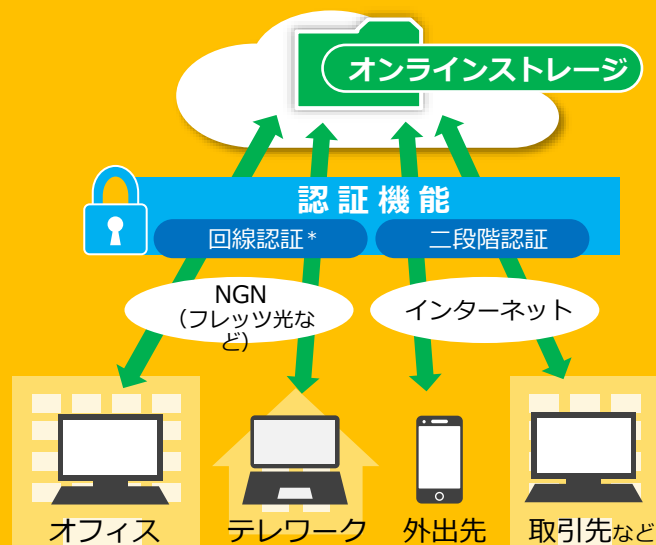 オンラインストレージ
認証機能
回線認証*
二段階認証
NGN
（フレッツ光な
ど）
インターネット
オフィス
テレワーク
外出先
取引先など